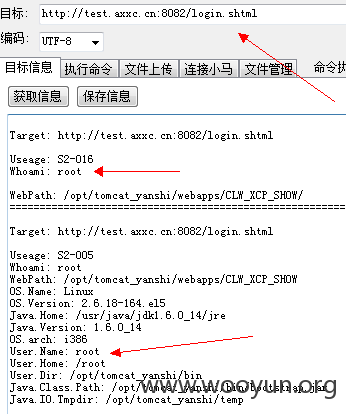 目标: http://test.axxc.cn:8082/login.shtml
编码: UTF-8
目标信息 执行命令 文件上传 连接小马 文件管理
获取信息 保存信息
Target: http://test.axxc.cn:8082/login.shtml
Useage: S2-016
Whoami: root
WebPath: /opt/tomcat_yanshi/webapps/CLW_XCP_SHOW/
================================================
Target: http://test.axxc.cn:8082/login.shtml
Useage: S2-005
Whoami: root
WebPath: /opt/tomcat_yanshi/webapps/CLW_XCP_SHOW
OS.Name: Linux
OS.Version: 2.6.18-164.el5
Java.Home: /usr/java/jdk1.6.0_14/jre
Java.Version: 1.6.0_14
OS.arch: i386
User.Name: root
User.Home: /root
User.Dir: /opt/tomcat_yanshi/bin
Java.Class.Path: /opt/tomcat_yanshi/bin/bootstrap.jar
Java.IO.Tmpdir: /opt/tomcat_yanshi/temp
www.wooyun.org